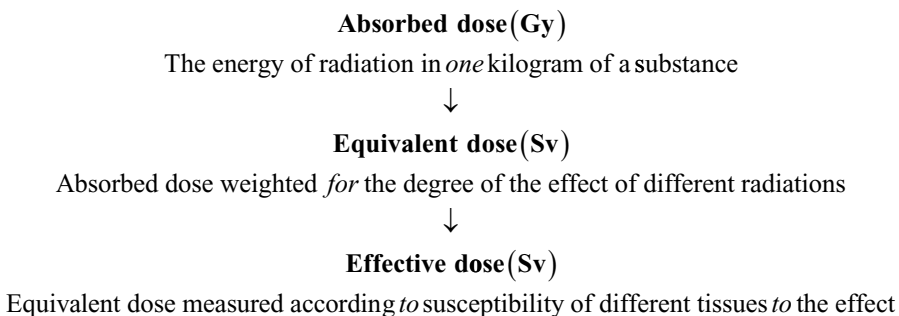 Absorbed dose(Gy)
The energy of radiation in one kilogram of a substance
↓
Equivalent dose(Sv)
Absorbed dose weighted for the degree of the effect of different radiations
↓
Effective dose(Sv)
Equivalent dose measured according to susceptibility of different tissues to the effect